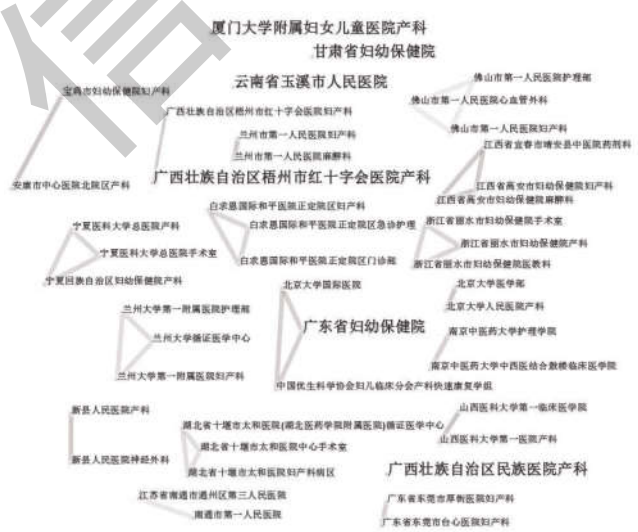 厦门大学附属妇女儿童医院产科
甘肃省妇幼保健院
云南省玉溪市人民医院
佛山市第一人民医院护理部
宝鸡市妇幼保健院妇产科
佛山市第一人民医院心血管外科
广西壮族自治区梧州市红十字会医院妇产科
佛山市第一人民医院妇产科
兰州市第一人民医院妇产科
江西省宜春市靖安县中医院药剂科
兰州市第一人民医院麻醉科
广西壮族自治区梧州市红十字会医院产科
安康市中心医院北院区产科
江西省高安市妇幼保健院妇产科
江西省高安市妇幼保健院麻醉科
白求恩国际和平医院正定院区妇产科
浙江省丽水市妇幼保健院手术室
宁夏医科大学总医院产科
白求恩国际和平医院正定院区急诊护理
浙江省丽水市妇幼保健院产科
宁夏医科大学总医院手术室
白求恩国际和平医院正定院区门诊部
浙江省丽水市妇幼保健院医教科
宁夏回族自治区妇幼保健院产科
北京大学国际医院
北京大学医学部
兰州大学第一附属医院护理部
北京大学人民医院产科
广东省妇幼保健院
南京中医药大学护理学院
兰州大学循证医学中心
南京中医药大学中西医结合鼓楼临床医学院
兰州大学第一附属医院妇产科
中国优生科学协会妇儿临床分会产科快速康复学组
新县人民医院产科
山西医科大学第一临床医学院
湖北省十堰市太和医院(湖北医药学院附属医院)循证医学中心
山西医科大学第一医院产科
湖北省十堰市太和医院中心手术室
新县人民医院神经外科
湖北省十堰市太和医院妇产科病区
广西壮族自治区民族医院产科
江苏省南通市通州区第三人民医院
广东省东莞市厚街医院妇产科
南通市第一人民医院
广东省东莞市台心医院妇产科
信